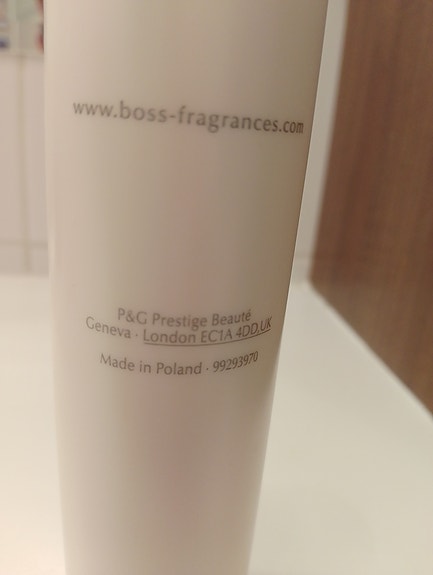 www.boss-fragrances.com
P&G Prestige Beauté
Geneva · London EC1A 4DD,UK
Made in Poland · 99293970